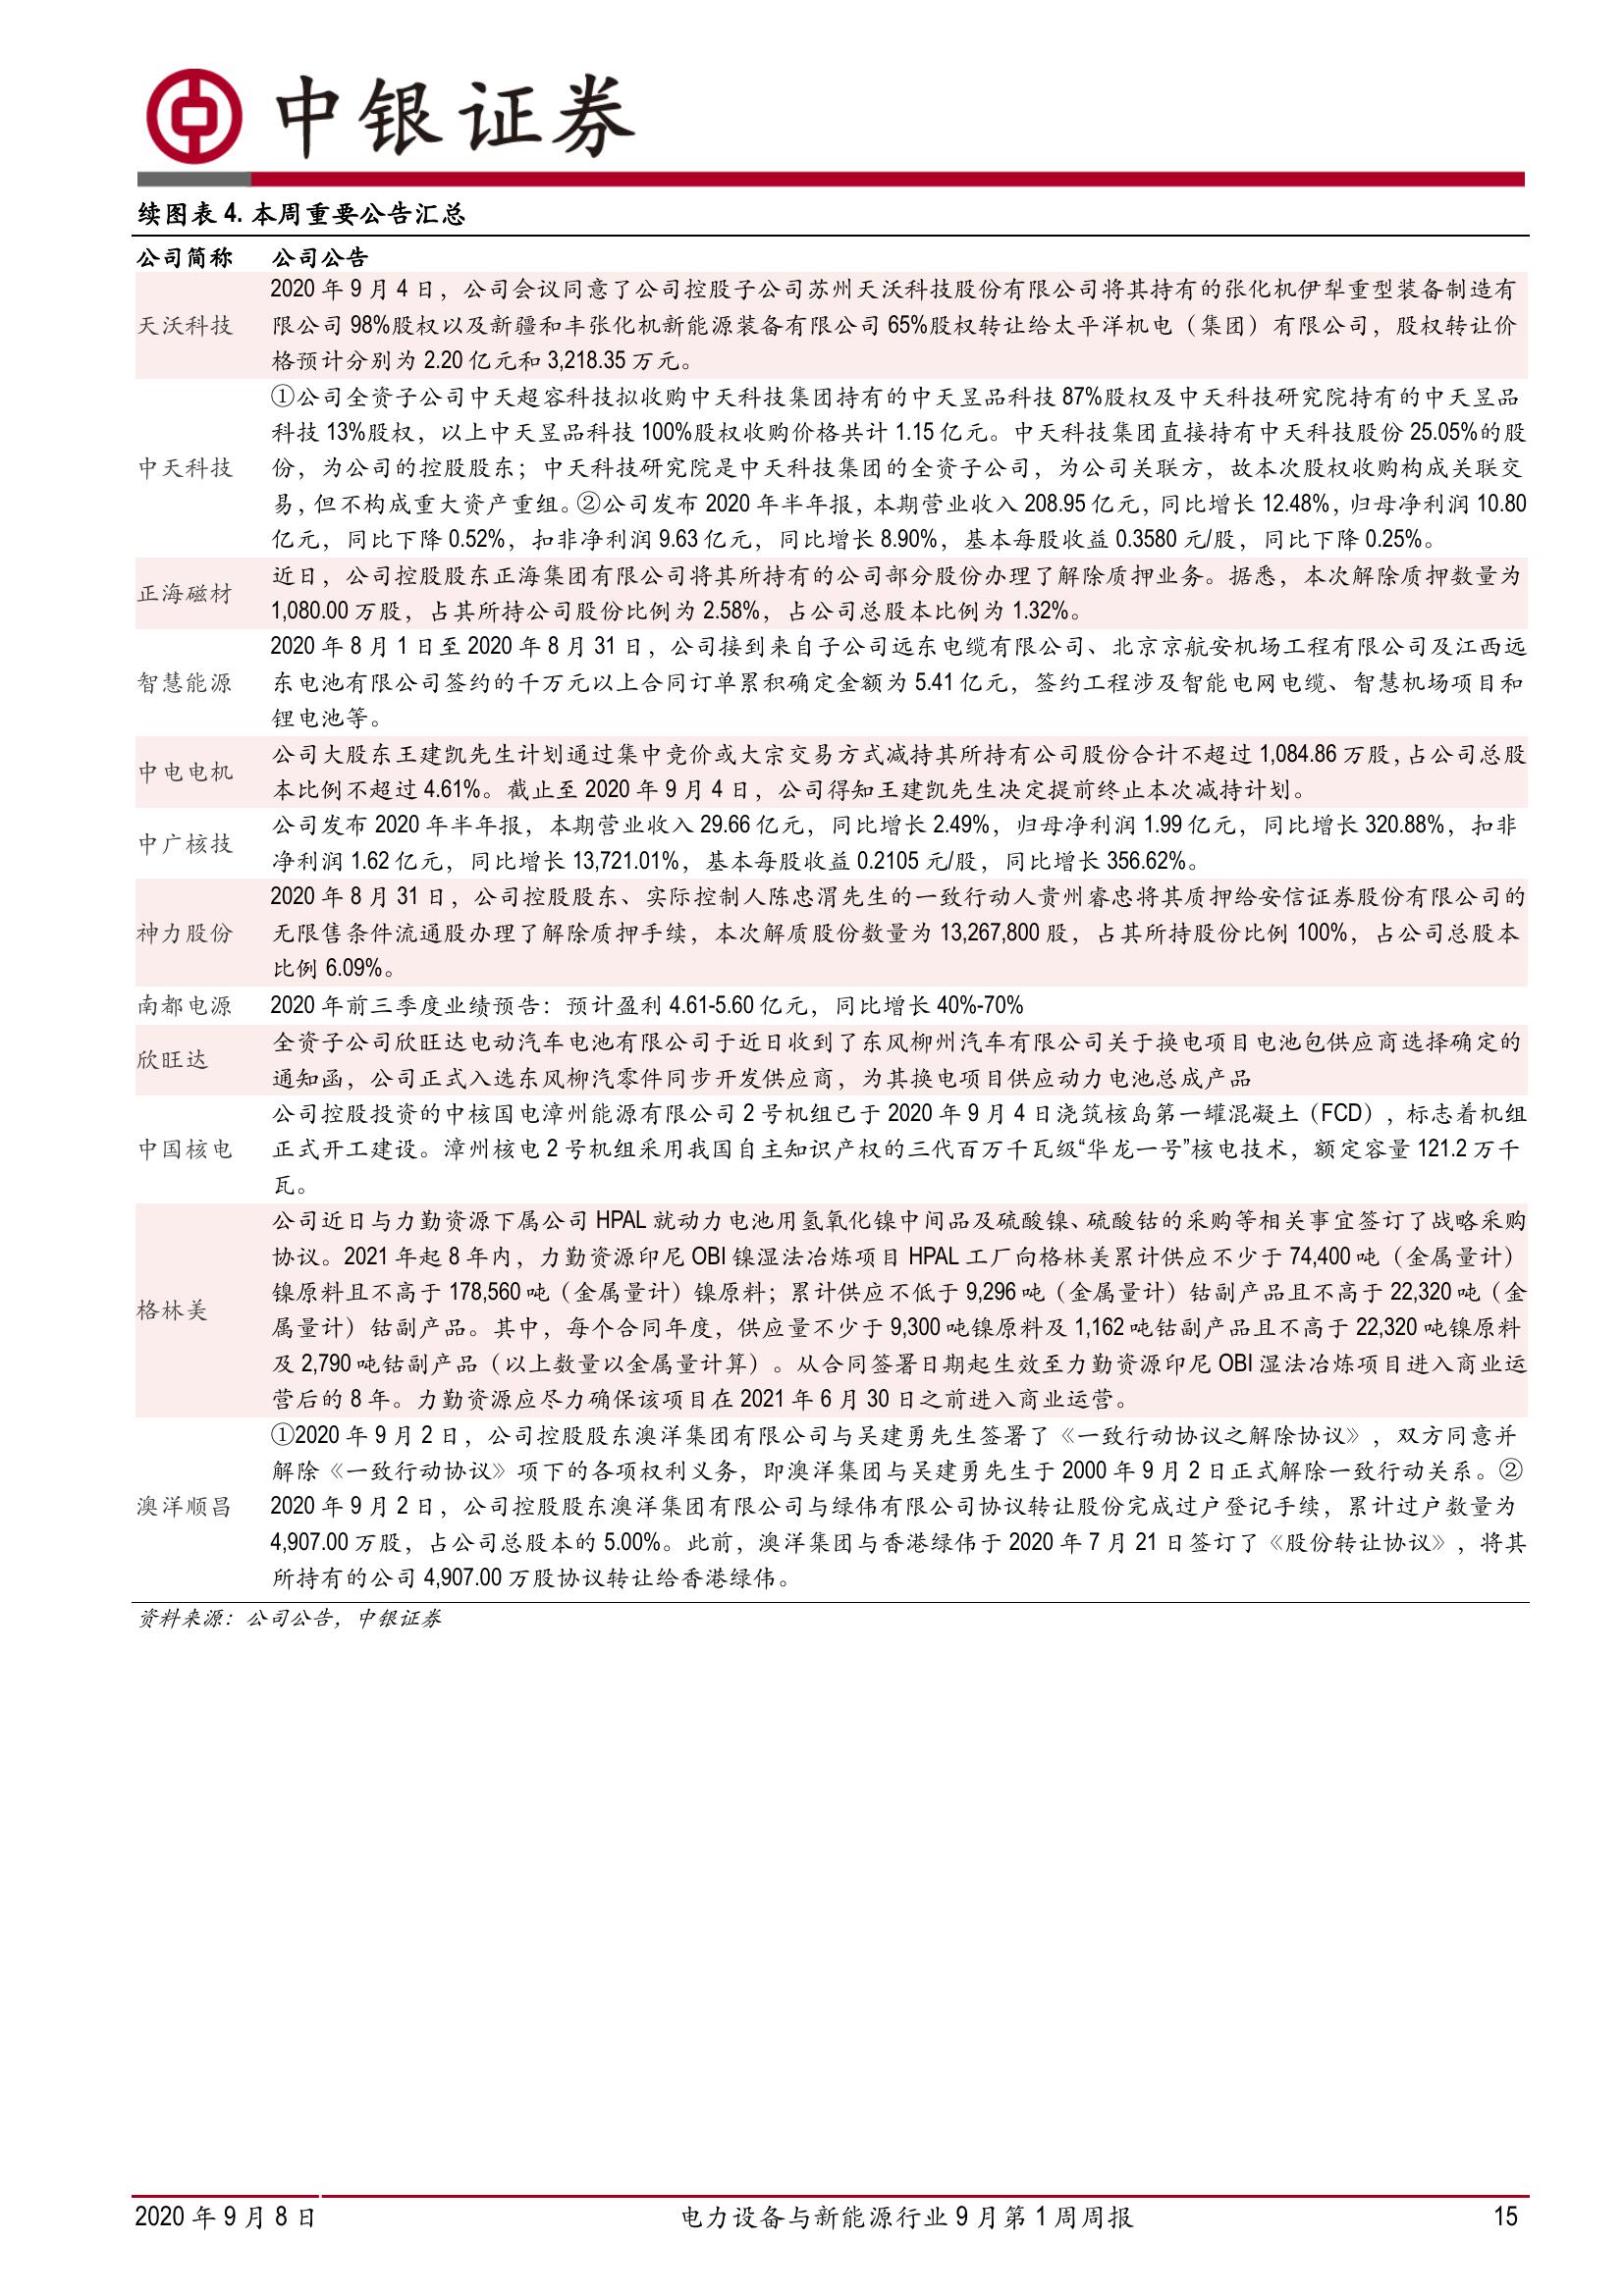 中银证券
续图表 4. 本周重要公告汇总
公司简称 公司公告
2020 年 9 月 4 日，公司会议同意了公司控股子公司苏州天沃科技股份有限公司将其持有的张化机伊犁重型装备制造有
天沃科技 限公司 98%股权以及新疆和丰张化机新能源装备有限公司 65%股权转让给太平洋机电（集团）有限公司，股权转让价
格预计分别为 2.20 亿元和 3,218.35 万元。
①公司全资子公司中天超容科技拟收购中天科技集团持有的中天昱品科技 87%股权及中天科技研究院持有的中天昱品
科技 13%股权，以上中天昱品科技 100%股权收购价格共计 1.15 亿元。中天科技集团直接持有中天科技股份 25.05%的股
中天科技 份，为公司的控股股东；中天科技研究院是中天科技集团的全资子公司，为公司关联方，故本次股权收购构成关联交
易，但不构成重大资产重组。②公司发布 2020 年半年报，本期营业收入 208.95 亿元，同比增长 12.48%，归母净利润 10.80
亿元，同比下降 0.52%，扣非净利润 9.63 亿元，同比增长 8.90%，基本每股收益 0.3580 元/股，同比下降 0.25%。
正海磁材 近日，公司控股股东正海集团有限公司将其所持有的公司部分股份办理了解除质押业务。据悉，本次解除质押数量为
1,080.00 万股，占其所持公司股份比例为 2.58%，占公司总股本比例为 1.32%。
2020 年 8 月 1 日至 2020 年 8 月 31 日，公司接到来自子公司远东电缆有限公司、北京京航安机场工程有限公司及江西远
智慧能源 东电池有限公司签约的千万元以上合同订单累积确定金额为 5.41 亿元，签约工程涉及智能电网电缆、智慧机场项目和
锂电池等。
中电电机 公司大股东王建凯先生计划通过集中竞价或大宗交易方式减持其所持有公司股份合计不超过 1,084.86 万股，占公司总股
本比例不超过 4.61%。截止至 2020 年 9 月 4 日，公司得知王建凯先生决定提前终止本次减持计划。
中广核技 公司发布 2020 年半年报，本期营业收入 29.66 亿元，同比增长 2.49%，归母净利润 1.99 亿元，同比增长 320.88%，扣非
净利润 1.62 亿元，同比增长 13,721.01%，基本每股收益 0.2105 元/股，同比增长 356.62%。
2020 年 8 月 31 日，公司控股股东、实际控制人陈忠渭先生的一致行动人贵州睿忠将其质押给安信证券股份有限公司的
神力股份 无限售条件流通股办理了解除质押手续，本次解质股份数量为 13,267,800 股，占其所持股份比例 100%，占公司总股本
比例 6.09%。
南都电源 2020 年前三季度业绩预告：预计盈利 4.61-5.60 亿元，同比增长 40%-70%
欣旺达 全资子公司欣旺达电动汽车电池有限公司于近日收到了东风柳州汽车有限公司关于换电项目电池包供应商选择确定的
通知函，公司正式入选东风柳汽零件同步开发供应商，为其换电项目供应动力电池总成产品
公司控股投资的中核国电漳州能源有限公司 2 号机组已于 2020 年 9 月 4 日浇筑核岛第一罐混凝土（FCD），标志着机组
中国核电 正式开工建设。漳州核电 2 号机组采用我国自主知识产权的三代百万千瓦级“华龙一号”核电技术，额定容量 121.2 万千
瓦。
公司近日与力勤资源下属公司 HPAL 就动力电池用氢氧化镍中间品及硫酸镍、硫酸钴的采购等相关事宜签订了战略采购
协议。2021 年起 8 年内，力勤资源印尼 OBI 镍湿法冶炼项目 HPAL 工厂向格林美累计供应不少于 74,400 吨（金属量计）
格林美 镍原料且不高于 178,560 吨（金属量计）镍原料；累计供应不低于 9,296 吨（金属量计）钴副产品且不高于 22,320 吨（金
属量计）钴副产品。其中，每个合同年度，供应量不少于 9,300 吨镍原料及 1,162 吨钴副产品且不高于 22,320 吨镍原料
及 2,790 吨钴副产品（以上数量以金属量计算）。从合同签署日期起生效至力勤资源印尼 OBI 湿法冶炼项目进入商业运
营后的 8 年。力勤资源应尽力确保该项目在 2021 年 6 月 30 日之前进入商业运营。
①2020 年 9 月 2 日，公司控股股东澳洋集团有限公司与吴建勇先生签署了《一致行动协议之解除协议》，双方同意并
解除《一致行动协议》项下的各项权利义务，即澳洋集团与吴建勇先生于 2000 年 9 月 2 日正式解除一致行动关系。②
澳洋顺昌 2020 年 9 月 2 日，公司控股股东澳洋集团有限公司与绿伟有限公司协议转让股份完成过户登记手续，累计过户数量为
4,907.00 万股，占公司总股本的 5.00%。此前，澳洋集团与香港绿伟于 2020 年 7 月 21 日签订了《股份转让协议》，将其
所持有的公司 4,907.00 万股协议转让给香港绿伟。
资料来源：公司公告，中银证券
2020 年 9 月 8 日 电力设备与新能源行业 9 月第 1 周周报 15